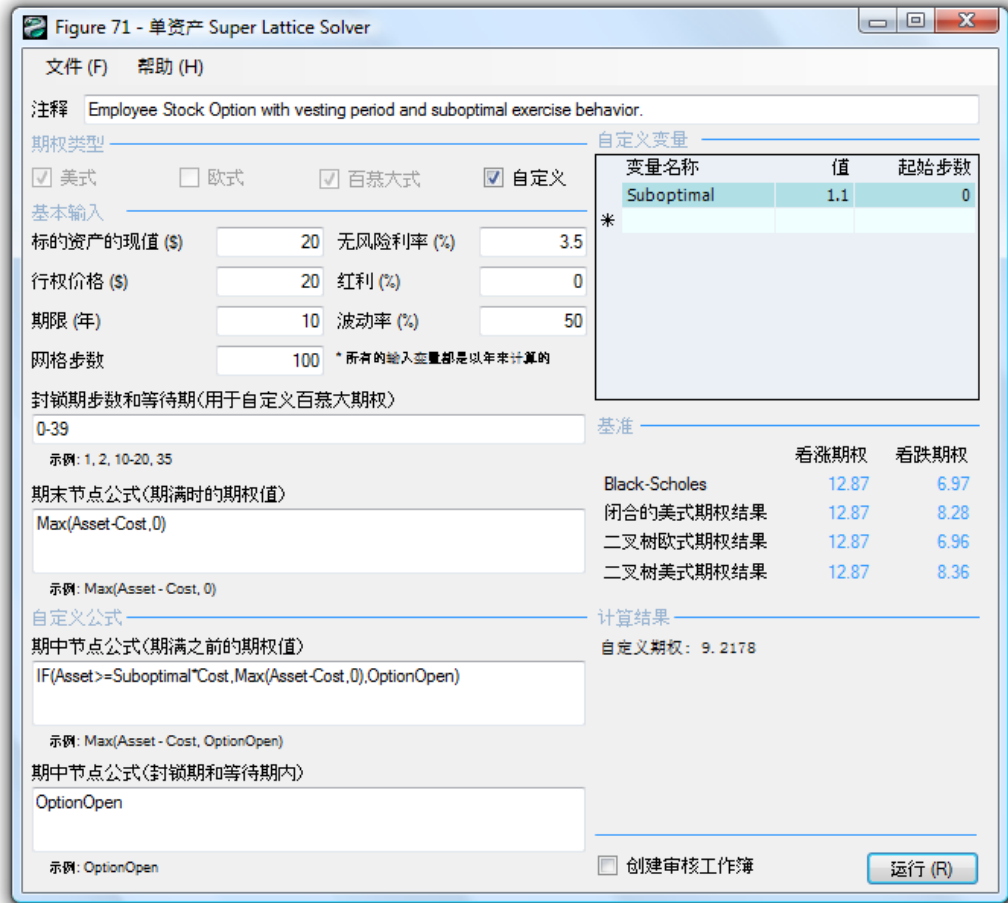 Figure 71 - 单资产 Super Lattice Solver
文件 (F) 帮助 (H)
注释 Employee Stock Option with vesting period and suboptimal exercise behavior.
期权类型
美式 欧式 百慕大式 自定义
基本输入
标的资产的现值 ($) 20 无风险利率 (%) 3.5
行权价格 ($) 20 红利 (%) 0
期限 (年) 10 波动率 (%) 50
网格步数 100 * 所有的输入变量都是以年来计算的
封锁期步数和等待期(用于自定义百慕大期权)
0-39
示例: 1, 2, 10-20, 35
期末节点公式(期满时的期权值)
Max(Asset-Cost,0)
示例: Max(Asset - Cost, 0)
自定义公式
期中节点公式(期满之前的期权值)
IF(Asset>=Suboptimal*Cost,Max(Asset-Cost,0),OptionOpen)
示例: Max(Asset - Cost, OptionOpen)
期中节点公式(封锁期和等待期内)
OptionOpen
示例: OptionOpen
自定义变量
变量名称 值 起始步数
Suboptimal 1.1 0
*
基准
看涨期权 看跌期权
Black-Scholes 12.87 6.97
闭合的美式期权结果 12.87 8.28
二叉树欧式期权结果 12.87 6.96
二叉树美式期权结果 12.87 8.36
计算结果
自定义期权: 9.2178
创建审核工作簿 运行 (R)